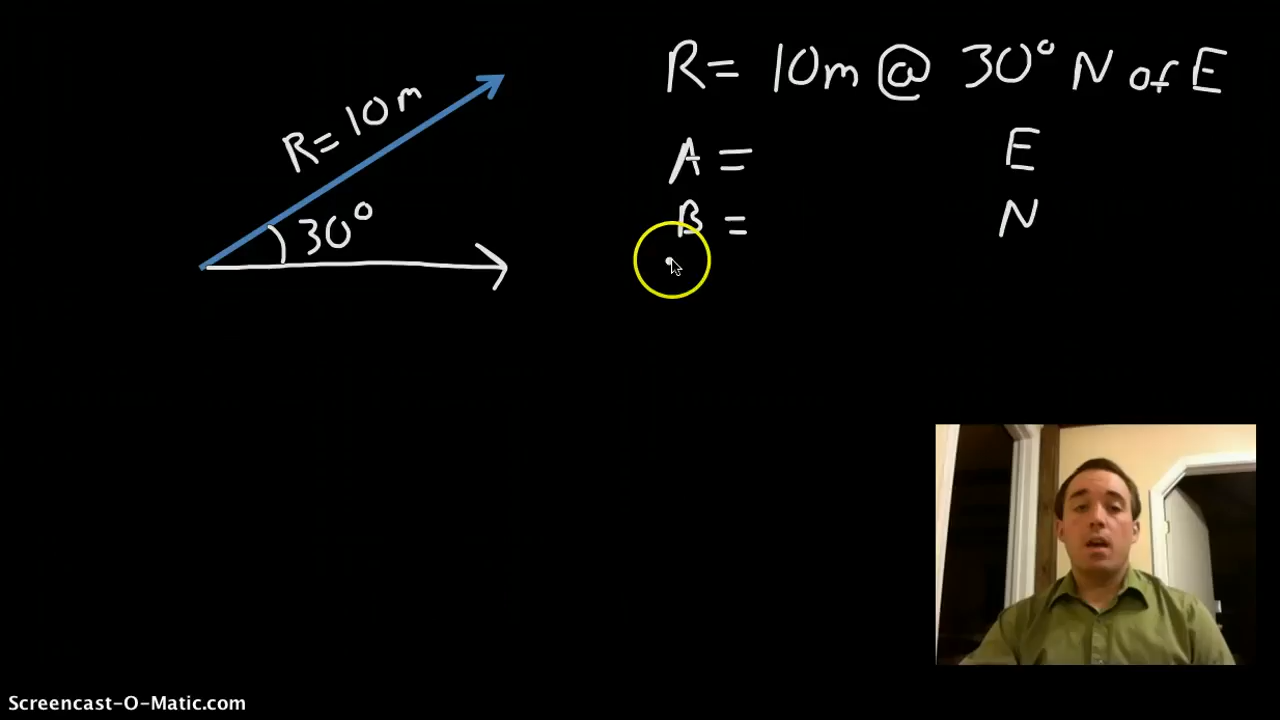 R = 10m
30°
R = 10m @ 30° N of E
A = E
B = N
Screencast-O-Matic.com